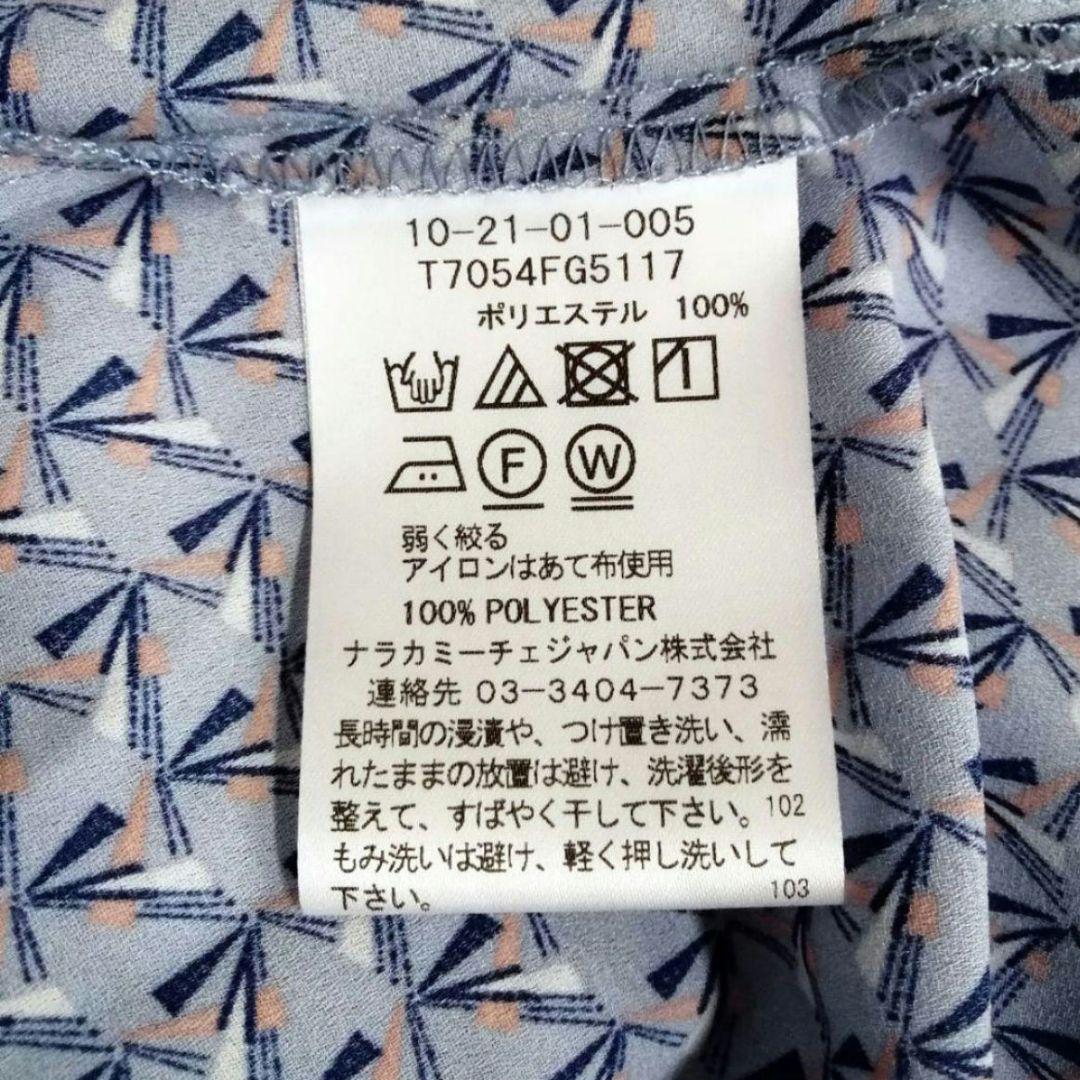 10-21-01-005
T7054FG5117
ポリエステル 100%
F W
弱く絞る
アイロンはあて布使用
100% POLYESTER
ナラカミーチェジャパン株式会社
連絡先 03-3404-7373
長時間の浸漬や、つけ置き洗い、濡
れたままの放置は避け、洗濯後形を
整えて、すばやく干して下さい。102
もみ洗いは避け、軽く押し洗いして
下さい。 103